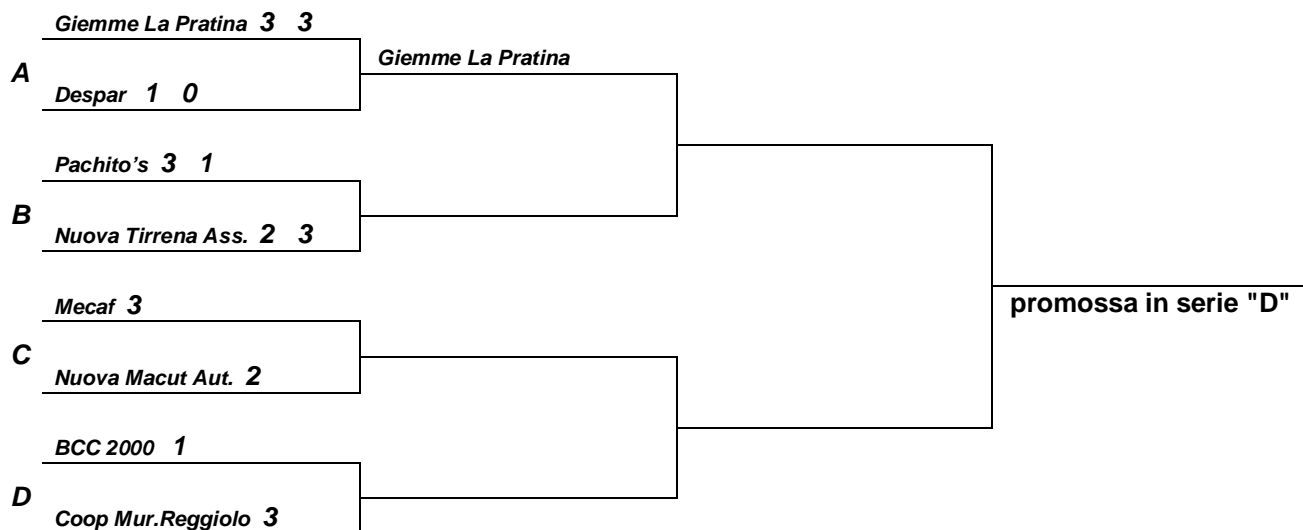 Giemme La Pratina 3 3
Giemme La Pratina
A
Despar 1 0
Pachito's 3 1
B
Nuova Tirrena Ass. 2 3
Mecaf 3
promossa in serie "D"
C
Nuova Macut Aut. 2
BCC 2000 1
D
Coop Mur.Reggiolo 3